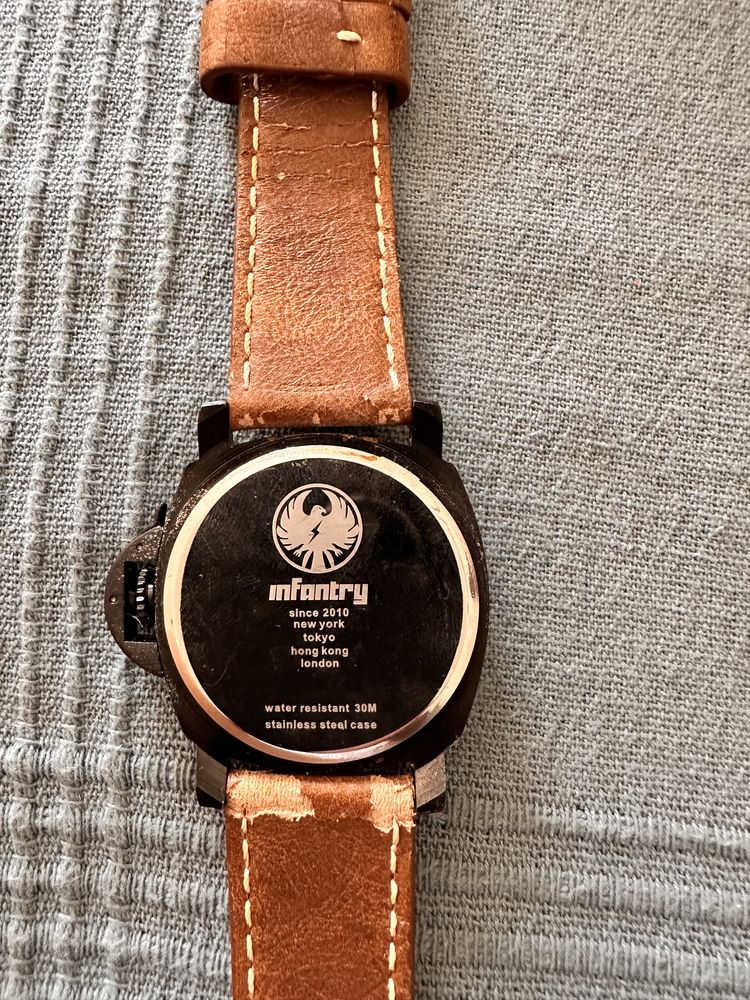 infantry
since 2010
new york
tokyo
hong kong
london
water resistant 30M
stainless steel case